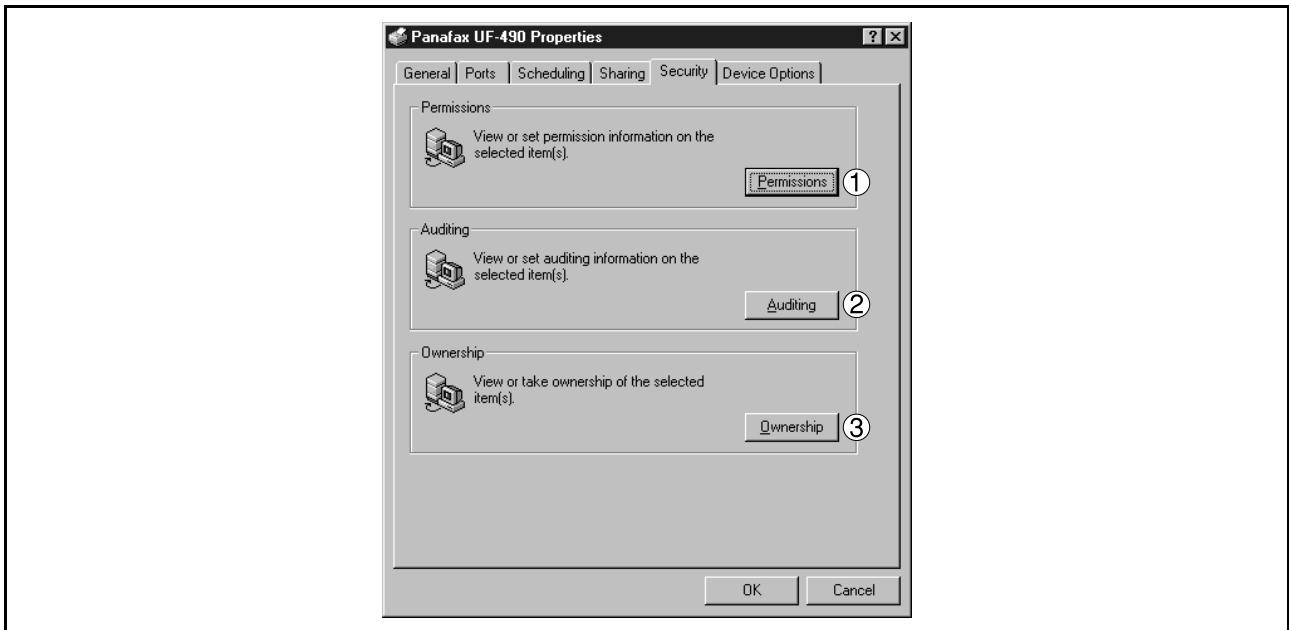 Panafax UF-490 Properties
General Ports Scheduling Sharing Security Device Options
Permissions
View or set permission information on the
selected item(s).
Permissions ①
Auditing
View or set auditing information on the
selected item(s).
Auditing ②
Ownership
View or take ownership of the selected
item(s).
Ownership ③
OK Cancel